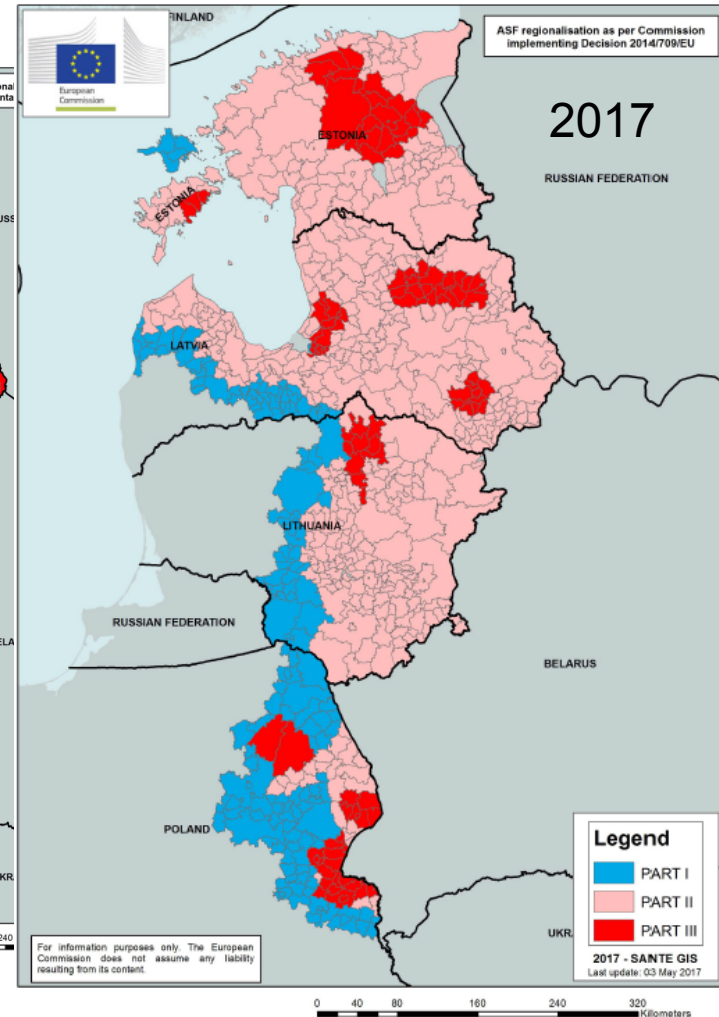 FINLAND
European
Commission
ASF regionalisation as per Commission
implementing Decision 2014/709/EU
2017
ESTONIA
RUSSIAN FEDERATION
ESTONIA
LATVIA
LITHUANIA
RUSSIAN FEDERATION
BELARUS
POLAND
Legend
PART I
PART II
PART III
UKR
2017 - SANTE GIS
Last update: 03 May 2017
For information purposes only. The European
Commission does not assume any liability
resulting from its content.
240
0 40 80 160 240 320
Kilometers